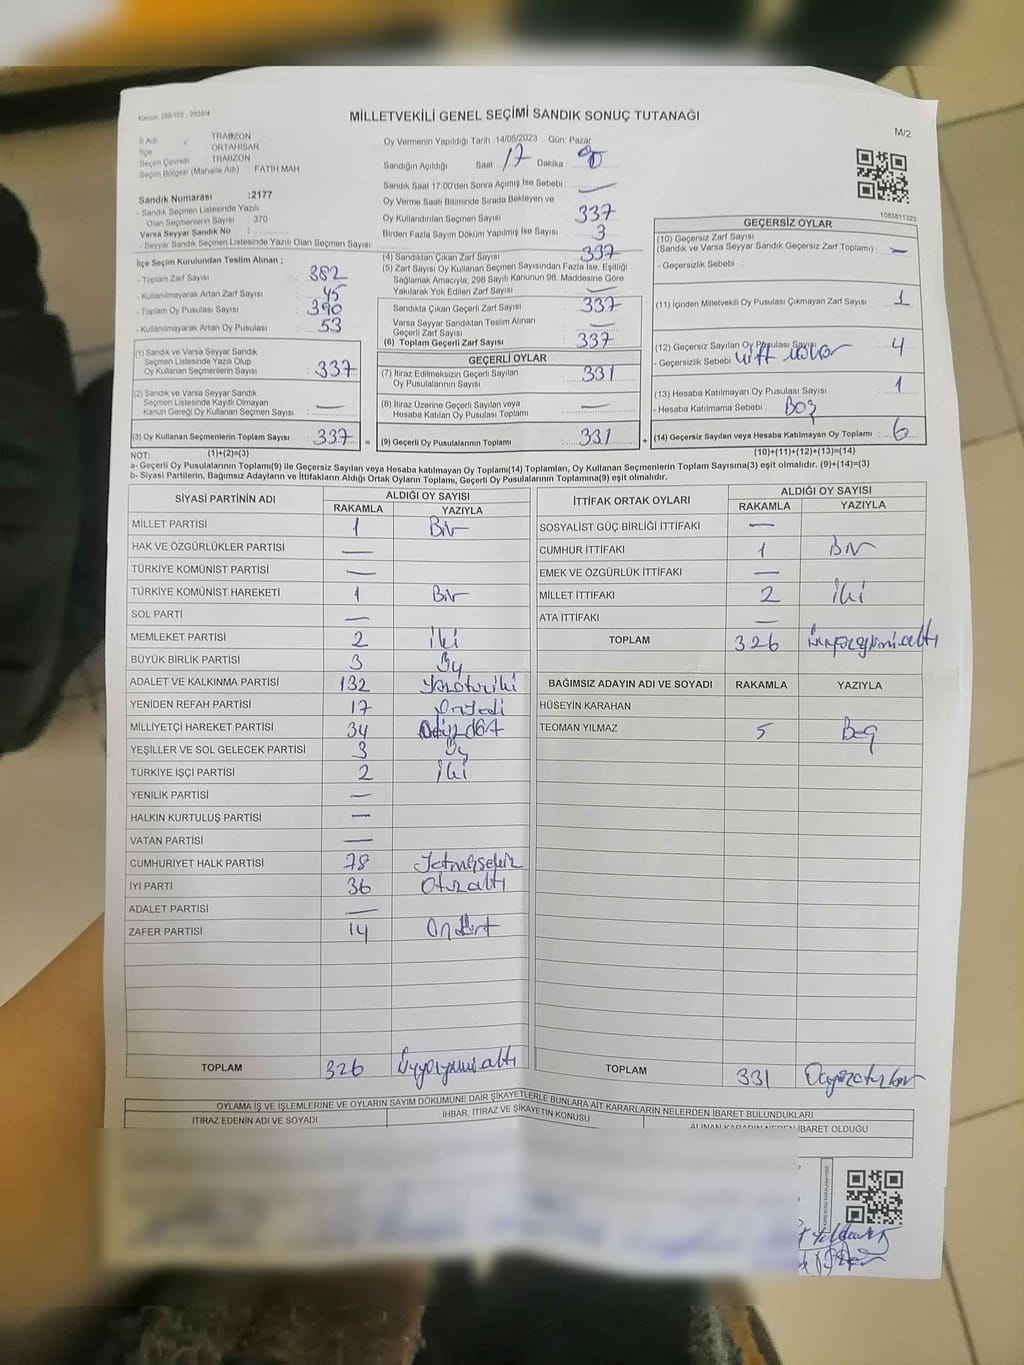 Kanun: 298/105 - 2839/4
MİLLETVEKİLİ GENEL SEÇİMİ SANDIK SONUÇ TUTANAĞI
M/2
İl Adı : TRABZON
İlçe : ORTAHİSAR
Seçim Çevresi : TRABZON
Seçim Bölgesi (Mahalle Adı) : FATİH MAH
Sandık Numarası :2177
- Sandık Seçmen Listesinde Yazılı
Olan Seçmenlerin Sayısı : 370
Varsa Seyyar Sandık No :
- Seyyar Sandık Seçmen Listesinde Yazılı Olan Seçmen Sayısı :
Oy Vermenin Yapıldığı Tarih :14/05/2023 Gün: Pazar
Sandığın Açıldığı Saat : 17 Dakika :
Sandık Saat 17:00'den Sonra Açılmış İse Sebebi : —
Oy Verme Saati Bitiminde Sırada Bekleyen ve
Oy Kullandırılan Seçmen Sayısı : 337
Birden Fazla Sayım Döküm Yapılmış İse Sayısı : 3
1083811323
İlçe Seçim Kurulundan Teslim Alınan ;
- Toplam Zarf Sayısı : 382
- Kullanılmayarak Artan Zarf Sayısı : 45
- Toplam Oy Pusulası Sayısı : 390
- Kullanılmayarak Artan Oy Pusulası : 53
(1) Sandık ve Varsa Seyyar Sandık
Seçmen Listesinde Yazılı Olup
Oy Kullanan Seçmenlerin Sayısı : 337
(2) Sandık ve Varsa Seyyar Sandık
Seçmen Listesinde Kayıtlı Olmayan
Kanun Gereği Oy Kullanan Seçmen Sayısı : —
(3) Oy Kullanan Seçmenlerin Toplam Sayısı : 337 =
(1)+(2)=(3)
(4) Sandıktan Çıkan Zarf Sayısı : 337
(5) Zarf Sayısı Oy Kullanan Seçmen Sayısından Fazla İse, Eşitliği
Sağlamak Amacıyla, 298 Sayılı Kanunun 98. Maddesine Göre
Yakılarak Yok Edilen Zarf Sayısı : —
Sandıkta Çıkan Geçerli Zarf Sayısı : 337
Varsa Seyyar Sandıktan Teslim Alınan
Geçerli Zarf Sayısı : —
(6) Toplam Geçerli Zarf Sayısı : 337
GEÇERLİ OYLAR
(7) İtiraz Edilmeksizin Geçerli Sayılan
Oy Pusulalarının Sayısı : 331
(8) İtiraz Üzerine Geçerli Sayılan veya
Hesaba Katılan Oy Pusulası Toplamı : —
(9) Geçerli Oy Pusulalarının Toplamı : 331 +
GEÇERSİZ OYLAR
(10) Geçersiz Zarf Sayısı
(Sandık ve Varsa Seyyar Sandık Geçersiz Zarf Toplamı) : —
- Geçersizlik Sebebi :
(11) İçinden Milletvekili Oy Pusulası Çıkmayan Zarf Sayısı : 1
(12) Geçersiz Sayılan Oy Pusulası Sayısı : 4
- Geçersizlik Sebebi :
(13) Hesaba Katılmayan Oy Pusulası Sayısı : 1
- Hesaba Katılmama Sebebi : Boş
(14) Geçersiz Sayılan veya Hesaba Katılmayan Oy Toplamı : 6
(10)+(11)+(12)+(13)=(14)
NOT:
a- Geçerli Oy Pusulalarının Toplamı(9) ile Geçersiz Sayılan veya Hesaba katılmayan Oy Toplamı(14) Toplamları, Oy Kullanan Seçmenlerin Toplam Sayısına(3) eşit olmalıdır. (9)+(14)=(3)
b- Siyasi Partilerin, Bağımsız Adayların ve İttifakların Aldığı Ortak Oyların Toplamı, Geçerli Oy Pusulalarının Toplamına(9) eşit olmalıdır.
SİYASİ PARTİNİN ADI
ALDIĞI OY SAYISI
RAKAMLA YAZIYLA
MİLLET PARTİSİ 1 Bir
HAK VE ÖZGÜRLÜKLER PARTİSİ —
TÜRKİYE KOMÜNİST PARTİSİ —
TÜRKİYE KOMÜNİST HAREKETİ 1 Bir
SOL PARTİ —
MEMLEKET PARTİSİ 2 iki
BÜYÜK BİRLİK PARTİSİ 3 Üç
ADALET VE KALKINMA PARTİSİ 132 Yüzotuziki
YENİDEN REFAH PARTİSİ 17 Onyedi
MİLLİYETÇİ HAREKET PARTİSİ 34 Otuzdört
YEŞİLLER VE SOL GELECEK PARTİSİ 3 Üç
TÜRKİYE İŞÇİ PARTİSİ 2 iki
YENİLİK PARTİSİ —
HALKIN KURTULUŞ PARTİSİ —
VATAN PARTİSİ —
CUMHURİYET HALK PARTİSİ 78 Yetmişsekiz
İYİ PARTİ 36 Otuzaltı
ADALET PARTİSİ —
ZAFER PARTİSİ 14 Ondört
TOPLAM 326 Üçyüzyirmialtı
İTTİFAK ORTAK OYLARI
ALDIĞI OY SAYISI
RAKAMLA YAZIYLA
SOSYALİST GÜÇ BİRLİĞİ İTTİFAKI —
CUMHUR İTTİFAKI 1 Bir
EMEK VE ÖZGÜRLÜK İTTİFAKI —
MİLLET İTTİFAKI 2 iki
ATA İTTİFAKI —
TOPLAM 326 Üçyüzyirmialtı
BAĞIMSIZ ADAYIN ADI VE SOYADI RAKAMLA YAZIYLA
HÜSEYİN KARAHAN
TEOMAN YILMAZ 5 Beş
TOPLAM 331 Üçyüzotuzbir
OYLAMA İŞ VE İŞLEMLERİNE VE OYLARIN SAYIM DÖKÜMÜNE DAİR ŞİKAYETLERLE BUNLARA AİT KARARLARIN NELERDEN İBARET BULUNDUKLARI
İTİRAZ EDENİN ADI VE SOYADI
İHBAR, İTİRAZ VE ŞİKAYETİN KONUSU
ALINAN KARARIN NEDEN İBARET OLDUĞU